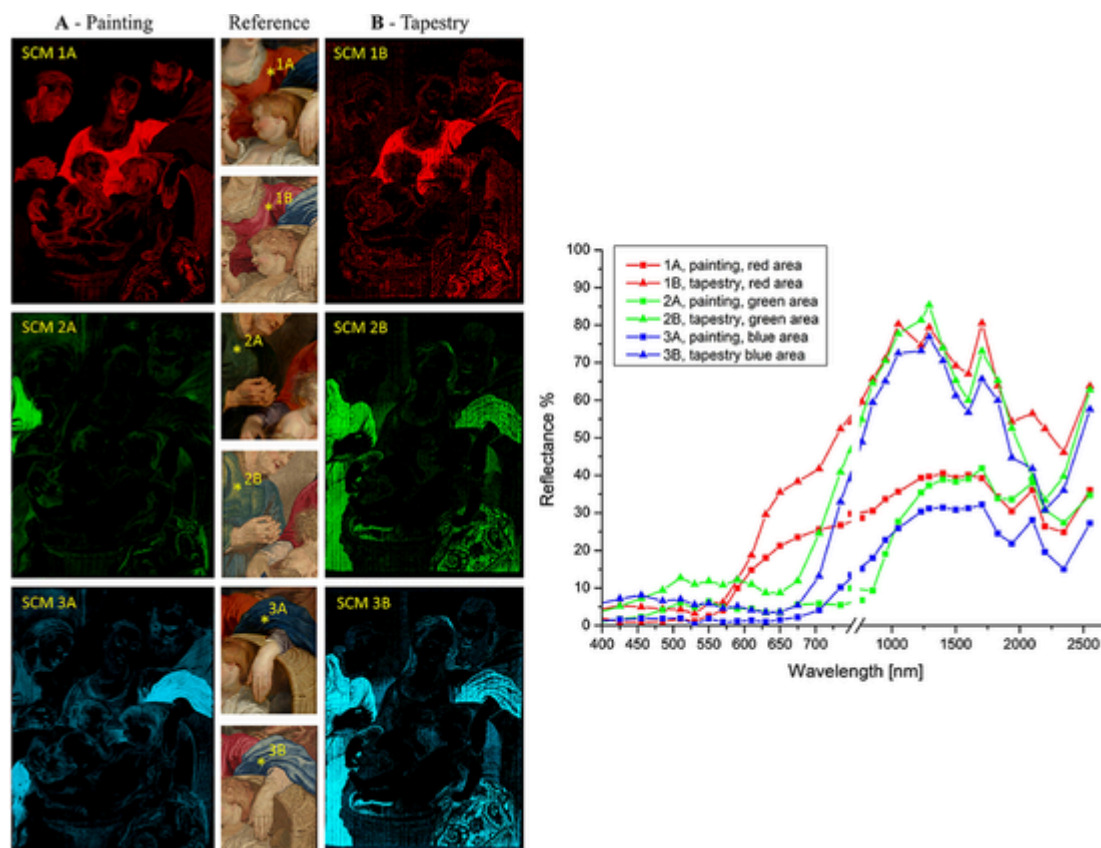 A - Painting
Reference
B - Tapestry
SCM 1A
1A
SCM 1B
1B
SCM 2A
2A
SCM 2B
2B
SCM 3A
3A
SCM 3B
3B
1A, painting, red area
1B, tapestry, red area
2A, painting, green area
2B, tapestry, green area
3A, painting, blue area
3B, tapestry blue area
Reflectance %
100
90
80
70
60
50
40
30
20
10
0
400 450 500 550 600 650 700 1000 1500 2000 2500
Wavelength [nm]